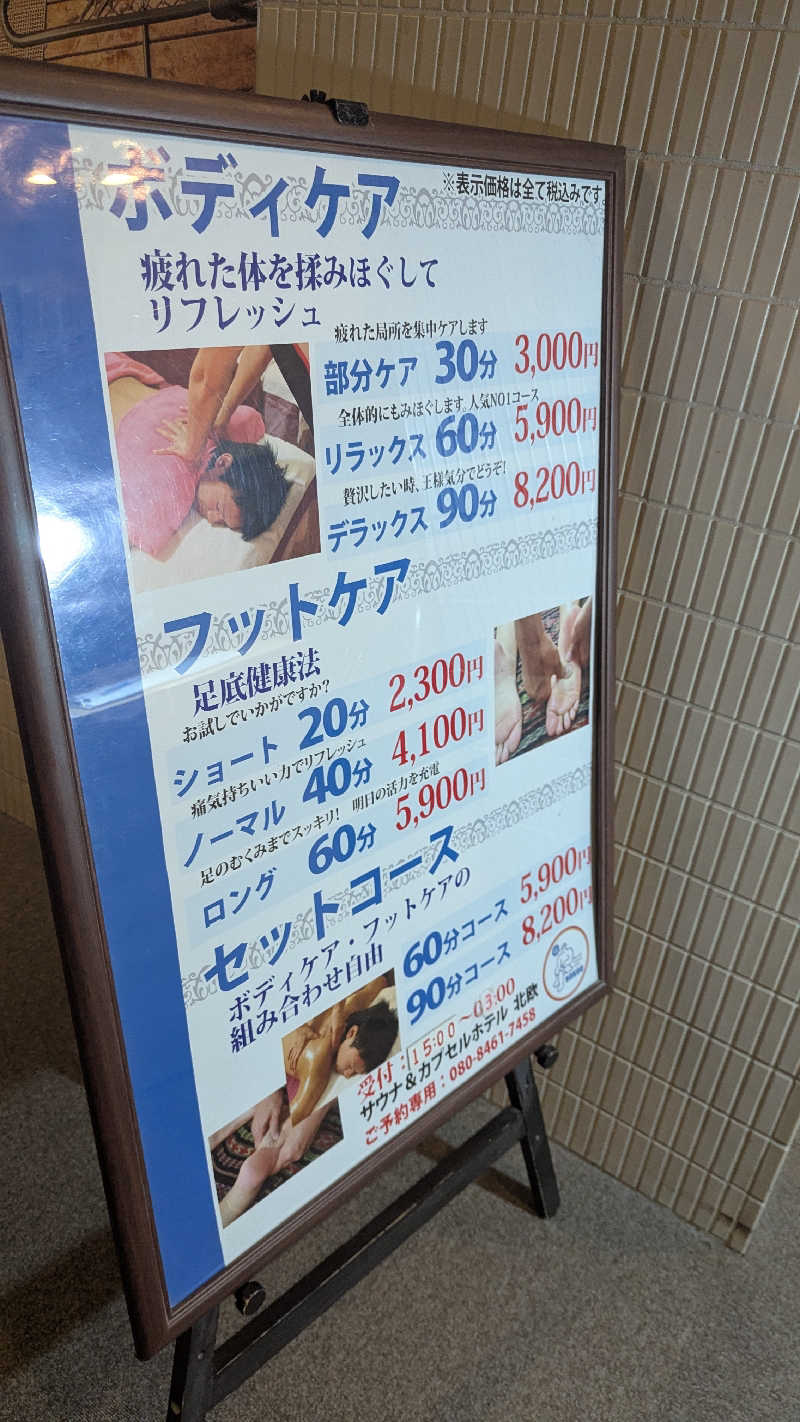 ボディケア
※表示価格は全て税込みです。
疲れた体を揉みほぐして
リフレッシュ
疲れた局所を集中ケアします
部分ケア 30分 3,000円
全体的にもみほぐします。人気NO1コース
リラックス 60分 5,900円
贅沢したい時、王様気分でどうぞ!
デラックス 90分 8,200円
フットケア
足底健康法
お試しでいかがですか?
ショート 20分 2,300円
痛気持ちいい力でリフレッシュ
ノーマル 40分 4,100円
足のむくみまでスッキリ! 明日の活力を充電
ロング 60分 5,900円
セットコース
ボディケア・フットケアの
組み合わせ自由
60分コース 5,900円
90分コース 8,200円
受付:15:00～03:00
サウナ&カプセルホテル 北欧
ご予約専用:080-8461-7458